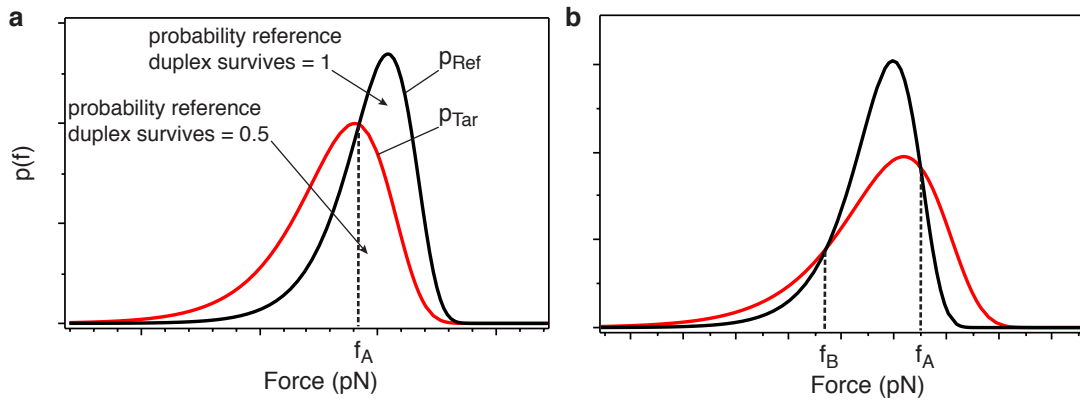 a
probability reference
duplex survives = 1
probability reference
duplex survives = 0.5
pRef
pTar
p(f)
fA
Force (pN)
b
fB
fA
Force (pN)